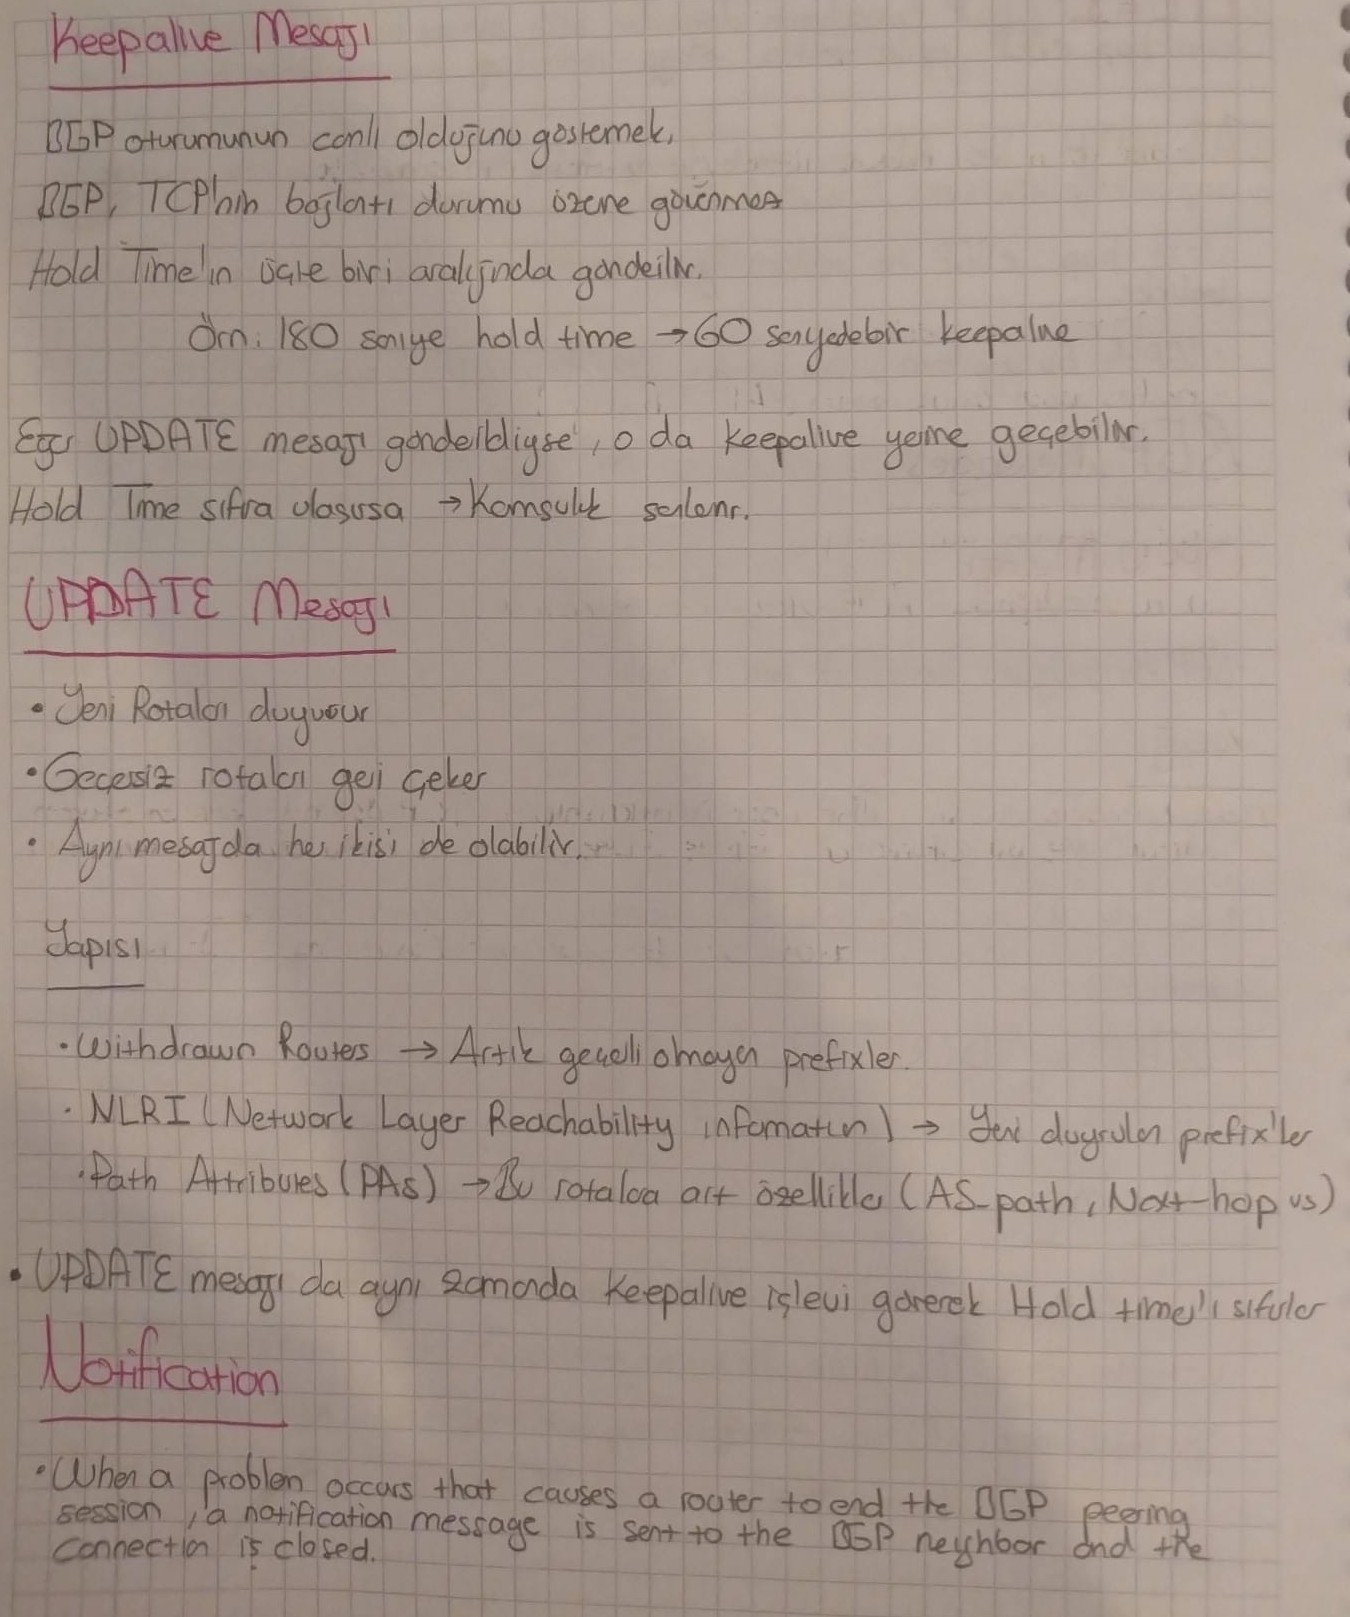 Keepalive Mesajı
BGP oturumunun canlı olduğunu göstermek,
BGP, TCP'nin bağlantı durumu üzerine güvenmez
Hold Time'ın üçte biri aralığında gönderilir.
Örn: 180 saniye hold time → 60 saniyede bir keepalive
Eğer UPDATE mesajı gönderildiyse, o da Keepalive yerine geçebilir.
Hold Time sıfıra ulaşırsa → Komşuluk sonlanır.
UPDATE Mesajı
• Yeni Rotaları duyurur
• Geçersiz rotaları geri çeker
• Aynı mesajda her ikisi de olabilir.
Yapısı
• Withdrawn Routes → Artık geçerli olmayan prefixler.
• NLRI (Network Layer Reachability information) → Yeni duyrulan prefix'ler
• Path Attributes (PAs) → Bu rotalara ait özellikler (AS-path, Next-hop vs)
• UPDATE mesajı da aynı zamanda Keepalive işlevi görerek Hold time'ı sıfırlar
Notification
• When a problem occurs that causes a router to end the BGP peering
session, a notification message is sent to the BGP neighbor and the
connection is closed.